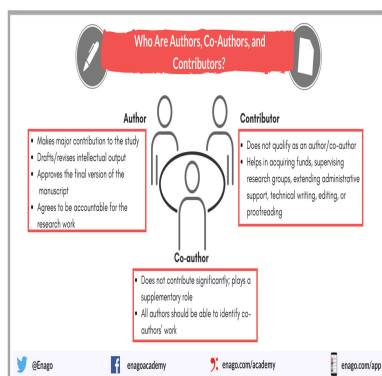 Who Are Authors, Co-Authors, and
Contributors?
Author
• Makes major contribution to the study
• Drafts/revises intellectual output
• Approves the final version of the
manuscript
• Agrees to be accountable for the
research work
Contributor
• Does not qualify as an author/co-author
• Helps in acquiring funds, supervising
research groups, extending administrative
support, technical writing, editing, or
proofreading
Co-author
• Does not contribute significantly; plays a
supplementary role
• All authors should be able to identify co-
authors' work
@Enago
enagoacademy
enago.com/academy
enago.com/app